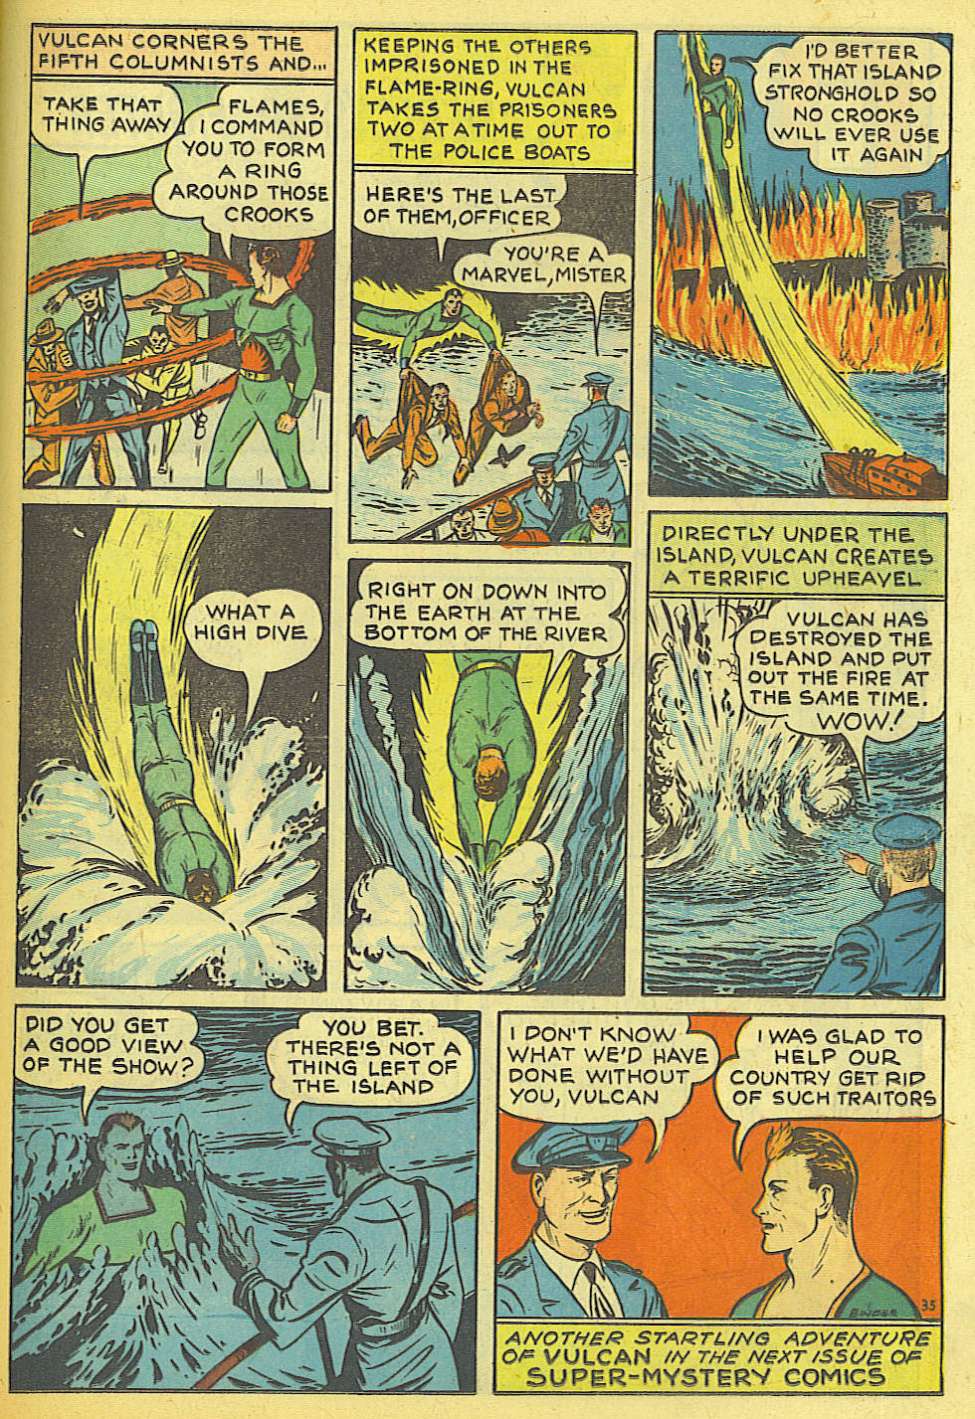 VULCAN CORNERS THE
FIFTH COLUMNISTS AND...
TAKE THAT
THING AWAY
FLAMES,
I COMMAND
YOU TO FORM
A RING
AROUND THOSE
CROOKS
KEEPING THE OTHERS
IMPRISONED IN THE
FLAME-RING, VULCAN
TAKES THE PRISONERS
TWO AT A TIME OUT TO
THE POLICE BOATS
HERE'S THE LAST
OF THEM, OFFICER
YOU'RE A
MARVEL, MISTER
I'D BETTER
FIX THAT ISLAND
STRONGHOLD SO
NO CROOKS
WILL EVER USE
IT AGAIN
WHAT A
HIGH DIVE
RIGHT ON DOWN INTO
THE EARTH AT THE
BOTTOM OF THE RIVER
DIRECTLY UNDER THE
ISLAND, VULCAN CREATES
A TERRIFIC UPHEAYEL
VULCAN HAS
DESTROYED THE
ISLAND AND PUT
OUT THE FIRE AT
THE SAME TIME.
WOW!
DID YOU GET
A GOOD VIEW
OF THE SHOW?
YOU BET.
THERE'S NOT A
THING LEFT OF
THE ISLAND
I DON'T KNOW
WHAT WE'D HAVE
DONE WITHOUT
YOU, VULCAN
I WAS GLAD TO
HELP OUR
COUNTRY GET RID
OF SUCH TRAITORS
BINDER
35
ANOTHER STARTLING ADVENTURE
OF VULCAN IN THE NEXT ISSUE OF
SUPER-MYSTERY COMICS